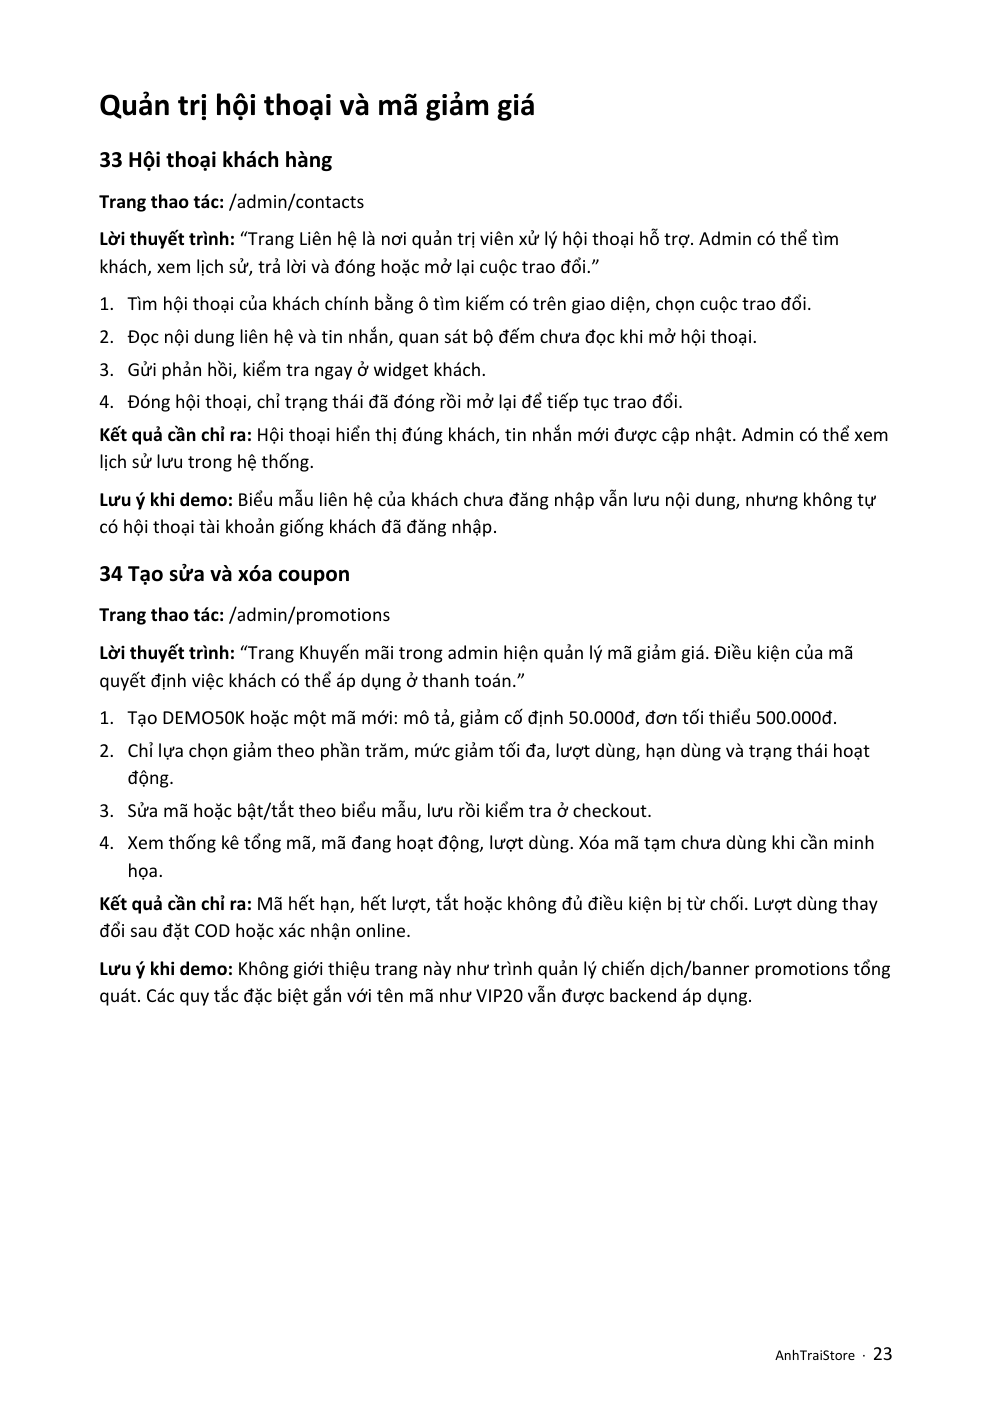 Quản trị hội thoại và mã giảm giá
33 Hội thoại khách hàng
Trang thao tác: /admin/contacts
Lời thuyết trình: “Trang Liên hệ là nơi quản trị viên xử lý hội thoại hỗ trợ. Admin có thể tìm
khách, xem lịch sử, trả lời và đóng hoặc mở lại cuộc trao đổi.”
1. Tìm hội thoại của khách chính bằng ô tìm kiếm có trên giao diện, chọn cuộc trao đổi.
2. Đọc nội dung liên hệ và tin nhắn, quan sát bộ đếm chưa đọc khi mở hội thoại.
3. Gửi phản hồi, kiểm tra ngay ở widget khách.
4. Đóng hội thoại, chỉ trạng thái đã đóng rồi mở lại để tiếp tục trao đổi.
Kết quả cần chỉ ra: Hội thoại hiển thị đúng khách, tin nhắn mới được cập nhật. Admin có thể xem
lịch sử lưu trong hệ thống.
Lưu ý khi demo: Biểu mẫu liên hệ của khách chưa đăng nhập vẫn lưu nội dung, nhưng không tự
có hội thoại tài khoản giống khách đã đăng nhập.
34 Tạo sửa và xóa coupon
Trang thao tác: /admin/promotions
Lời thuyết trình: “Trang Khuyến mãi trong admin hiện quản lý mã giảm giá. Điều kiện của mã
quyết định việc khách có thể áp dụng ở thanh toán.”
1. Tạo DEMO50K hoặc một mã mới: mô tả, giảm cố định 50.000đ, đơn tối thiểu 500.000đ.
2. Chỉ lựa chọn giảm theo phần trăm, mức giảm tối đa, lượt dùng, hạn dùng và trạng thái hoạt
động.
3. Sửa mã hoặc bật/tắt theo biểu mẫu, lưu rồi kiểm tra ở checkout.
4. Xem thống kê tổng mã, mã đang hoạt động, lượt dùng. Xóa mã tạm chưa dùng khi cần minh
họa.
Kết quả cần chỉ ra: Mã hết hạn, hết lượt, tắt hoặc không đủ điều kiện bị từ chối. Lượt dùng thay
đổi sau đặt COD hoặc xác nhận online.
Lưu ý khi demo: Không giới thiệu trang này như trình quản lý chiến dịch/banner promotions tổng
quát. Các quy tắc đặc biệt gắn với tên mã như VIP20 vẫn được backend áp dụng.
AnhTraiStore · 23